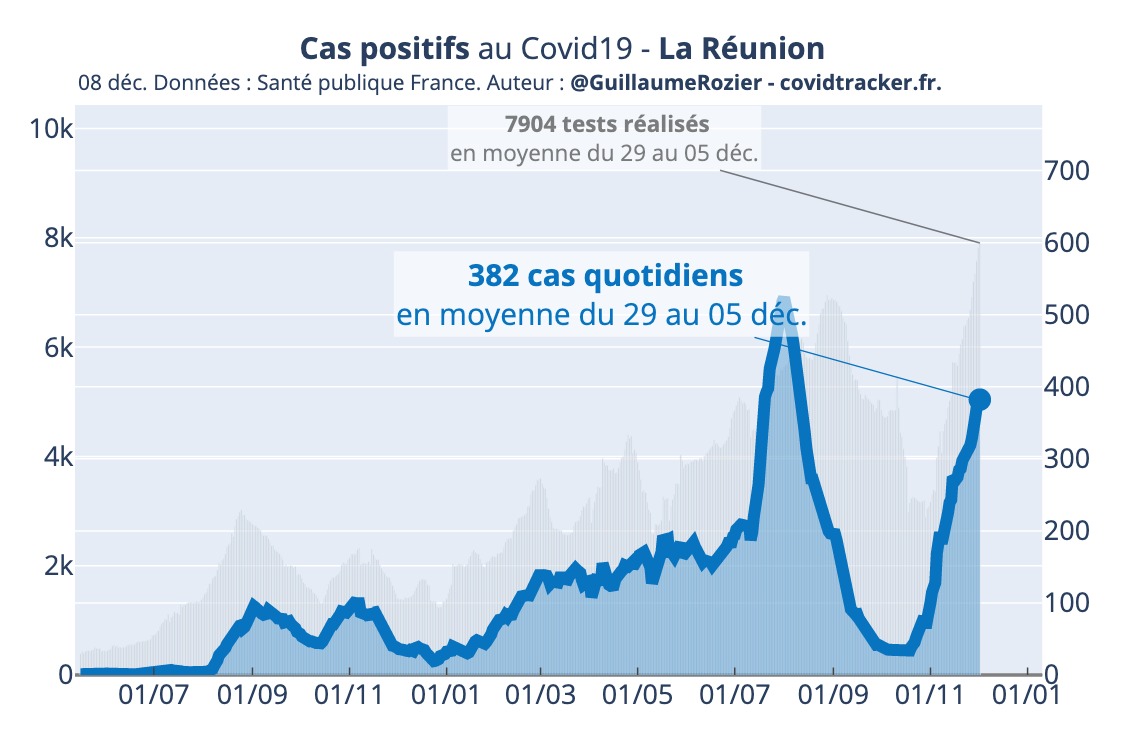 Cas positifs au Covid19 - La Réunion
08 déc. Données : Santé publique France. Auteur : @GuillaumeRozier - covidtracker.fr.
7904 tests réalisés
en moyenne du 29 au 05 déc.
382 cas quotidiens
en moyenne du 29 au 05 déc.
10k
8k
6k
4k
2k
0
700
600
500
400
300
200
100
0
01/07
01/09
01/11
01/01
01/03
01/05
01/07
01/09
01/11
01/01